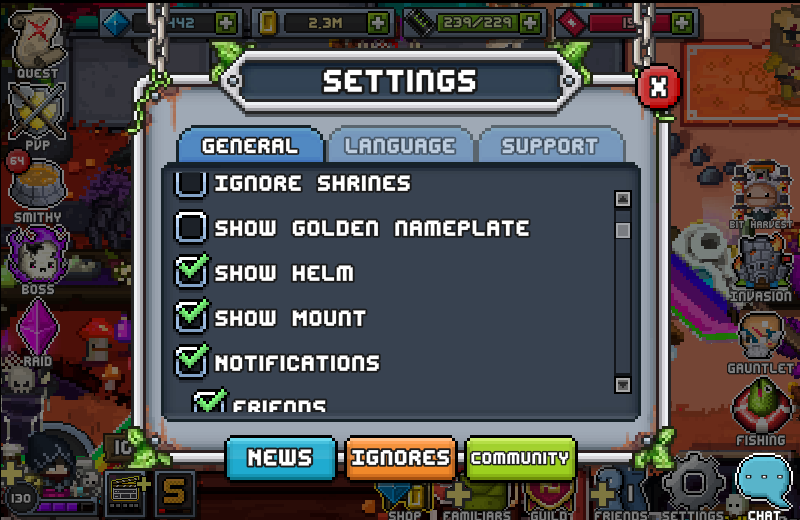 2.3M
239/229
SETTINGS
X
QUEST
GENERAL
LANGUAGE
SUPPORT
PVP
64
SMITHY
IGNORE SHRINES
SHOW GOLDEN NAMEPLATE
BIT HARVEST
SHOW HELM
BOSS
INVASION
SHOW MOUNT
RAID
NOTIFICATIONS
GAUNTLET
FRIENDS
FISHING
NEWS
IGNORES
COMMUNITY
130
S
SHOP
FAMILIARS
GUILD
FRIENDS
SETTINGS
CHAT